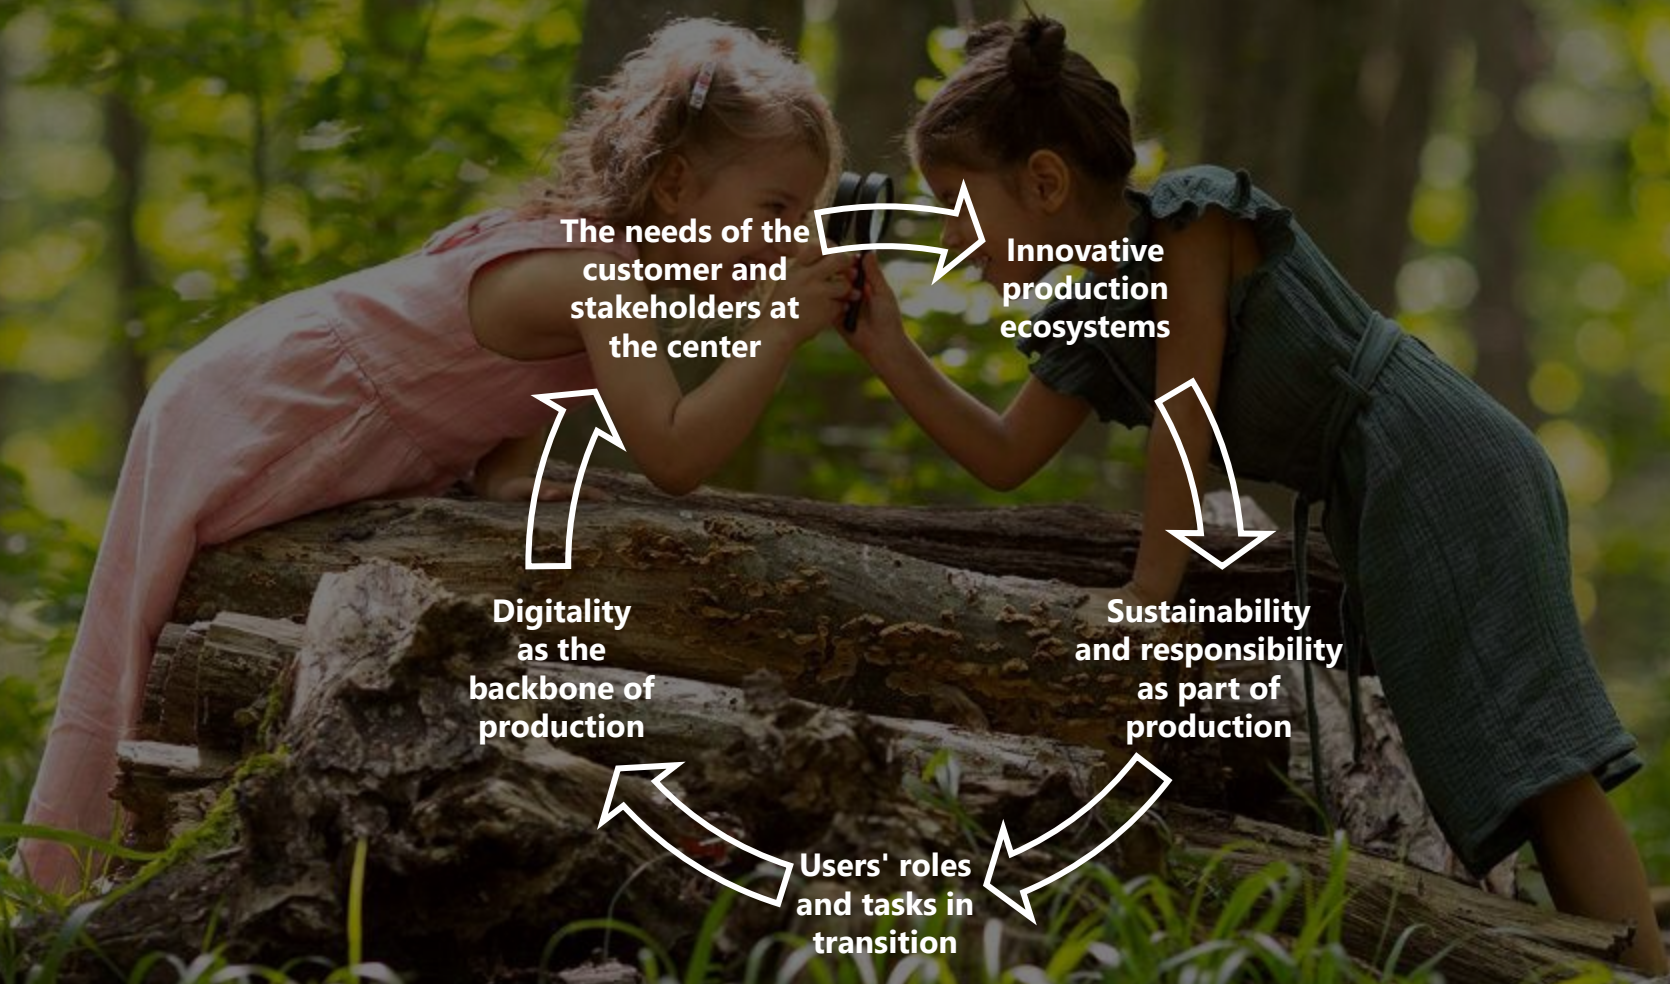 The needs of the
customer and
stakeholders at
the center
Innovative
production
ecosystems
Sustainability
and responsibility
as part of
production
Users' roles
and tasks in
transition
Digitality
as the
backbone of
production